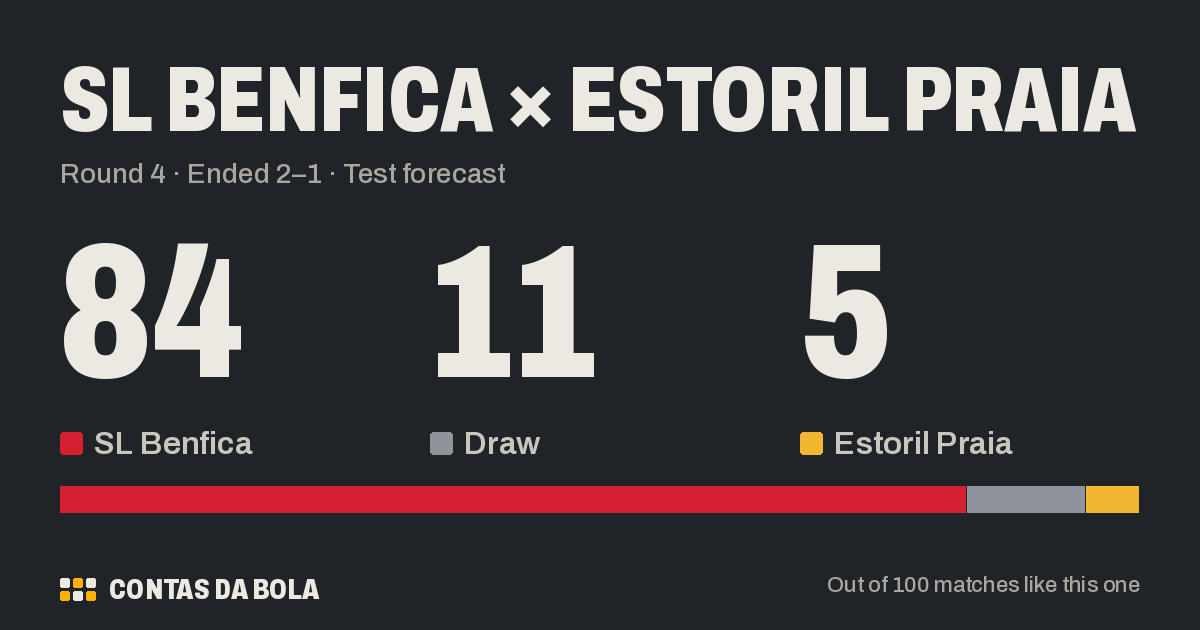 SL BENFICA × ESTORIL PRAIA
Round 4 · Ended 2–1 · Test forecast
84 11 5
SL Benfica Draw Estoril Praia
CONTAS DA BOLA
Out of 100 matches like this one